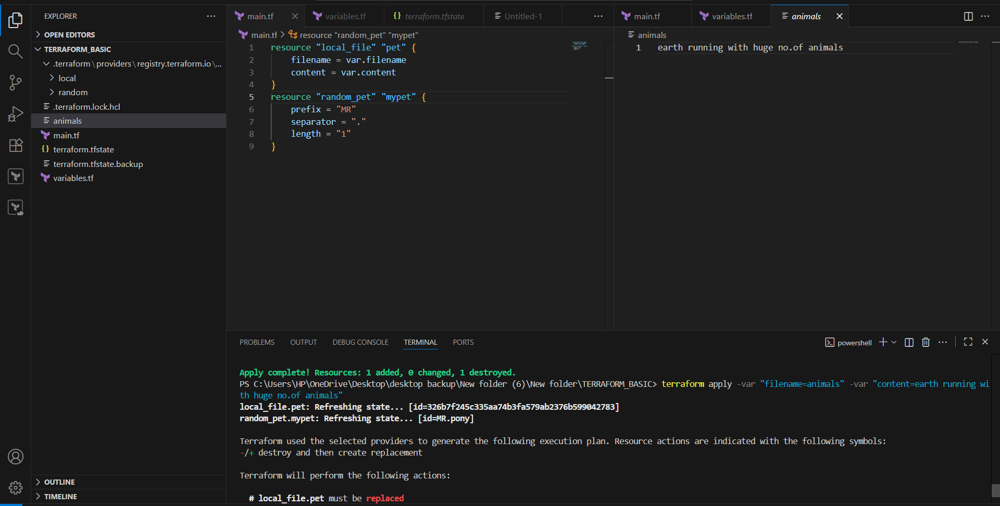 EXPLORER
OPEN EDITORS
TERRAFORM_BASIC
.terraform\providers\registry.terraform.io\...
local
random
.terraform.lock.hcl
animals
main.tf
{} terraform.tfstate
terraform.tfstate.backup
variables.tf
OUTLINE
TIMELINE
main.tf
variables.tf
{} terraform.tfstate
Untitled-1
main.tf > resource "random_pet" "mypet"
1 resource "local_file" "pet" {
2 filename = var.filename
3 content = var.content
4 }
5 resource "random_pet" "mypet" {
6 prefix = "MR"
7 separator = "."
8 length = "1"
9 }
main.tf
variables.tf
animals
animals
1 earth running with huge no.of animals
PROBLEMS OUTPUT DEBUG CONSOLE TERMINAL PORTS
powershell
Apply complete! Resources: 1 added, 0 changed, 1 destroyed.
PS C:\Users\HP\OneDrive\Desktop\desktop backup\New folder (6)\New folder\TERRAFORM_BASIC> terraform apply -var "filename=animals" -var "content=earth running wi
th huge no.of animals"
local_file.pet: Refreshing state... [id=326b7f245c335aa74b3fa579ab2376b599042783]
random_pet.mypet: Refreshing state... [id=MR.pony]
Terraform used the selected providers to generate the following execution plan. Resource actions are indicated with the following symbols:
-/+ destroy and then create replacement
Terraform will perform the following actions:
# local_file.pet must be replaced